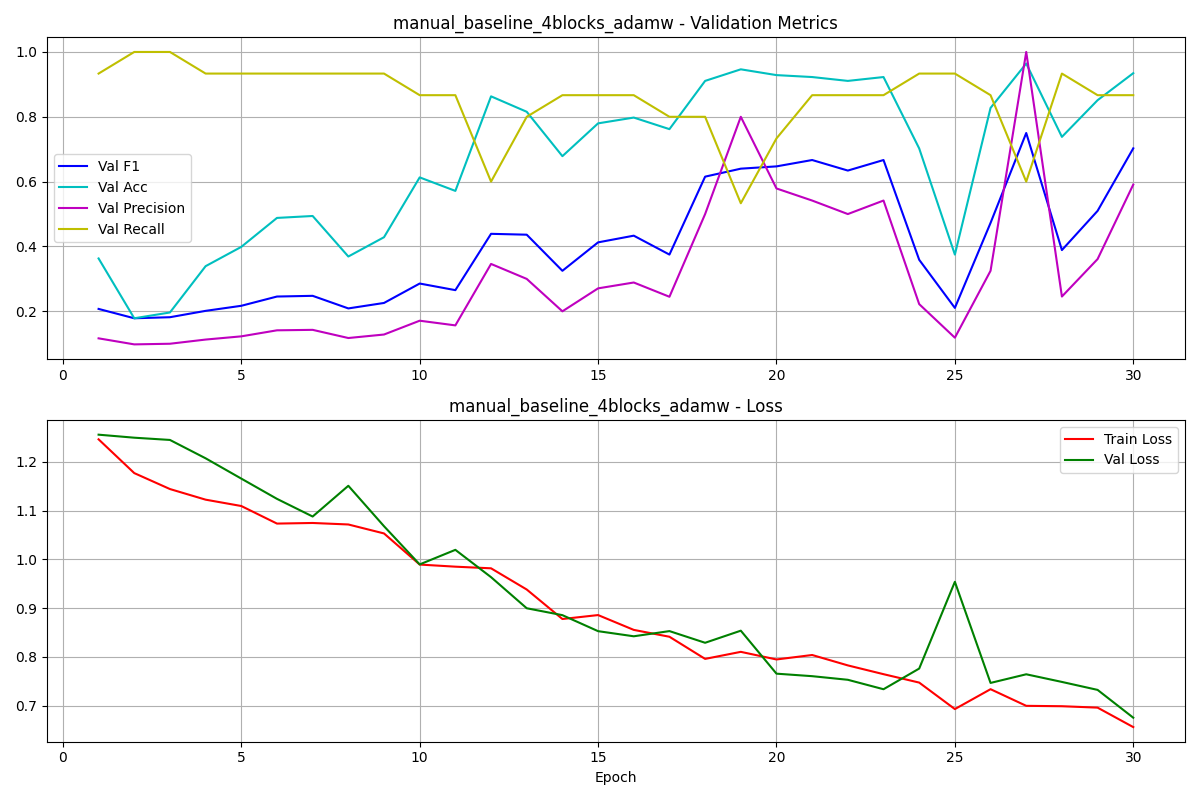 manual_baseline_4blocks_adamw - Validation Metrics
1.0
0.8
0.6
0.4
0.2
Val F1
Val Acc
Val Precision
Val Recall
0 5 10 15 20 25 30
manual_baseline_4blocks_adamw - Loss
1.2
1.1
1.0
0.9
0.8
0.7
Train Loss
Val Loss
0 5 10 15 20 25 30
Epoch